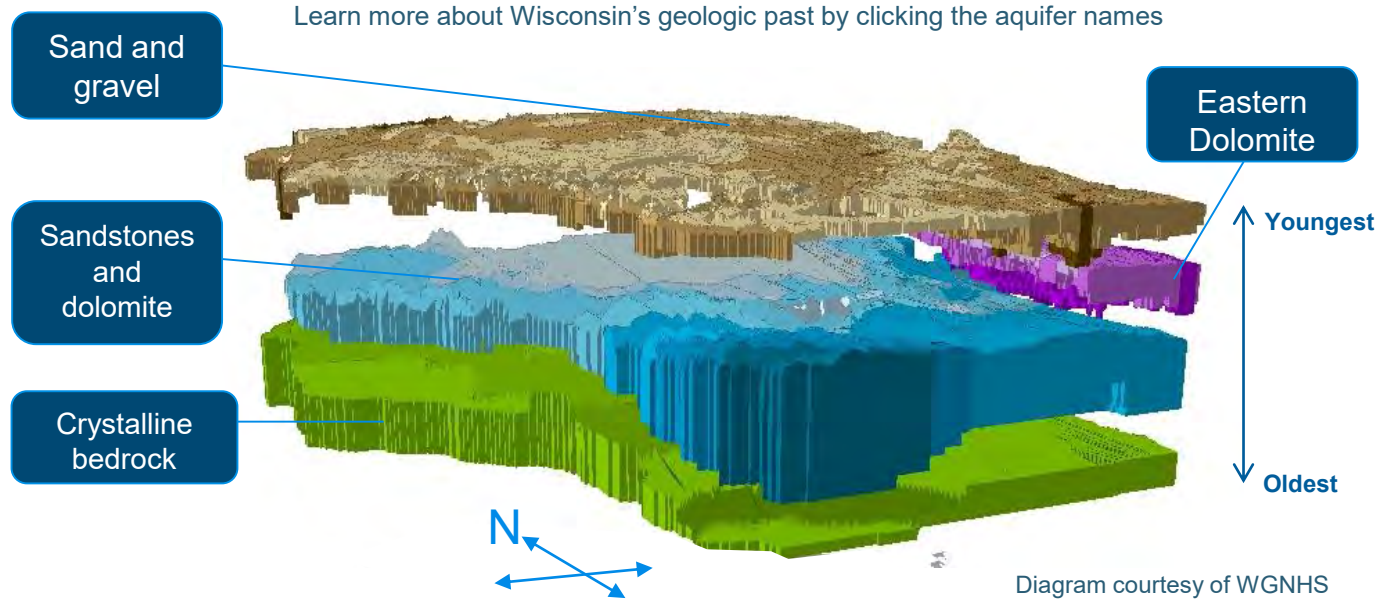 Learn more about Wisconsin’s geologic past by clicking the aquifer names
Sand and
gravel
Eastern
Dolomite
Sandstones
and
dolomite
Youngest
Crystalline
bedrock
Oldest
N
Diagram courtesy of WGNHS